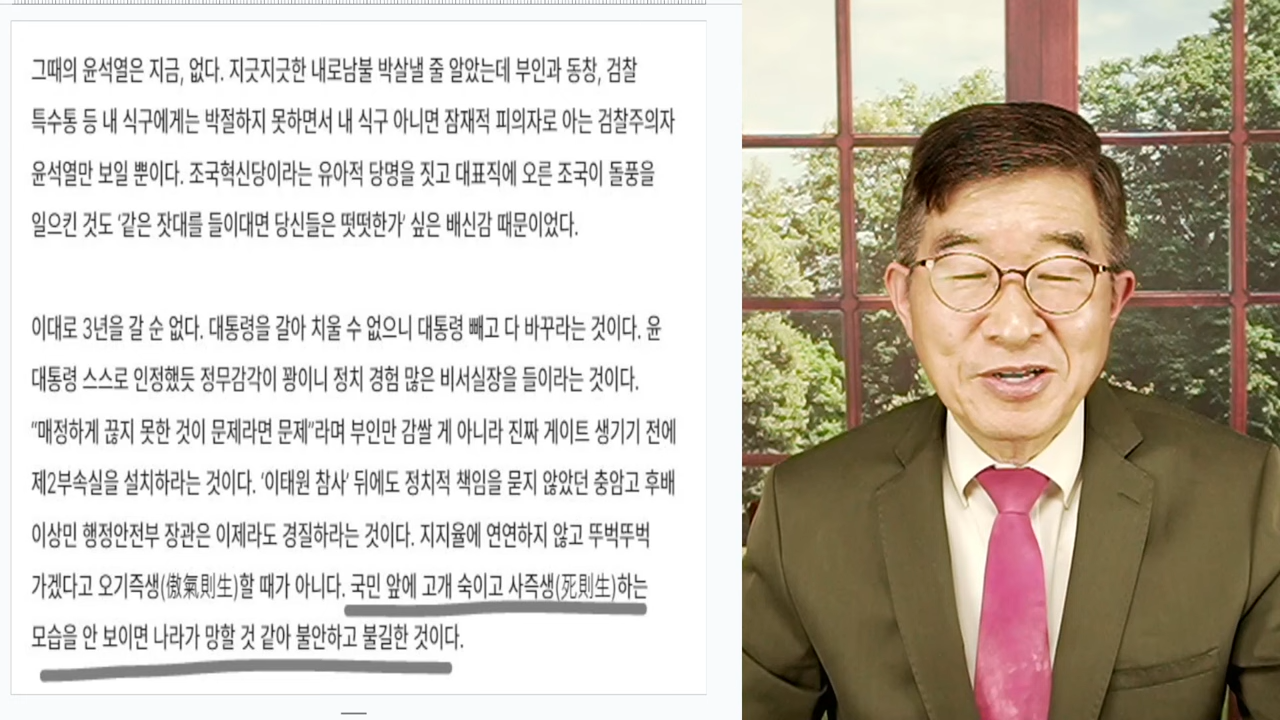 그때의 윤석열은 지금, 없다. 지긋지긋한 내로남불 박살낼 줄 알았는데 부인과 동창, 검찰
특수통 등 내 식구에게는 박절하지 못하면서 내 식구 아니면 잠재적 피의자로 아는 검찰주의자
윤석열만 보일 뿐이다. 조국혁신당이라는 유아적 당명을 짓고 대표직에 오른 조국이 돌풍을
일으킨 것도 ‘같은 잣대를 들이대면 당신들은 떳떳한가’ 싶은 배신감 때문이었다.
이대로 3년을 갈 순 없다. 대통령을 갈아 치울 수 없으니 대통령 빼고 다 바꾸라는 것이다. 윤
대통령 스스로 인정했듯 정무감각이 꽝이니 정치 경험 많은 비서실장을 들이라는 것이다.
“매정하게 끊지 못한 것이 문제라면 문제”라며 부인만 감쌀 게 아니라 진짜 게이트 생기기 전에
제2부속실을 설치하라는 것이다. ‘이태원 참사’ 뒤에도 정치적 책임을 묻지 않았던 충암고 후배
이상민 행정안전부 장관은 이제라도 경질하라는 것이다. 지지율에 연연하지 않고 뚜벅뚜벅
가겠다고 오기즉생(傲氣則生)할 때가 아니다. 국민 앞에 고개 숙이고 사즉생(死則生)하는
모습을 안 보이면 나라가 망할 것 같아 불안하고 불길한 것이다.